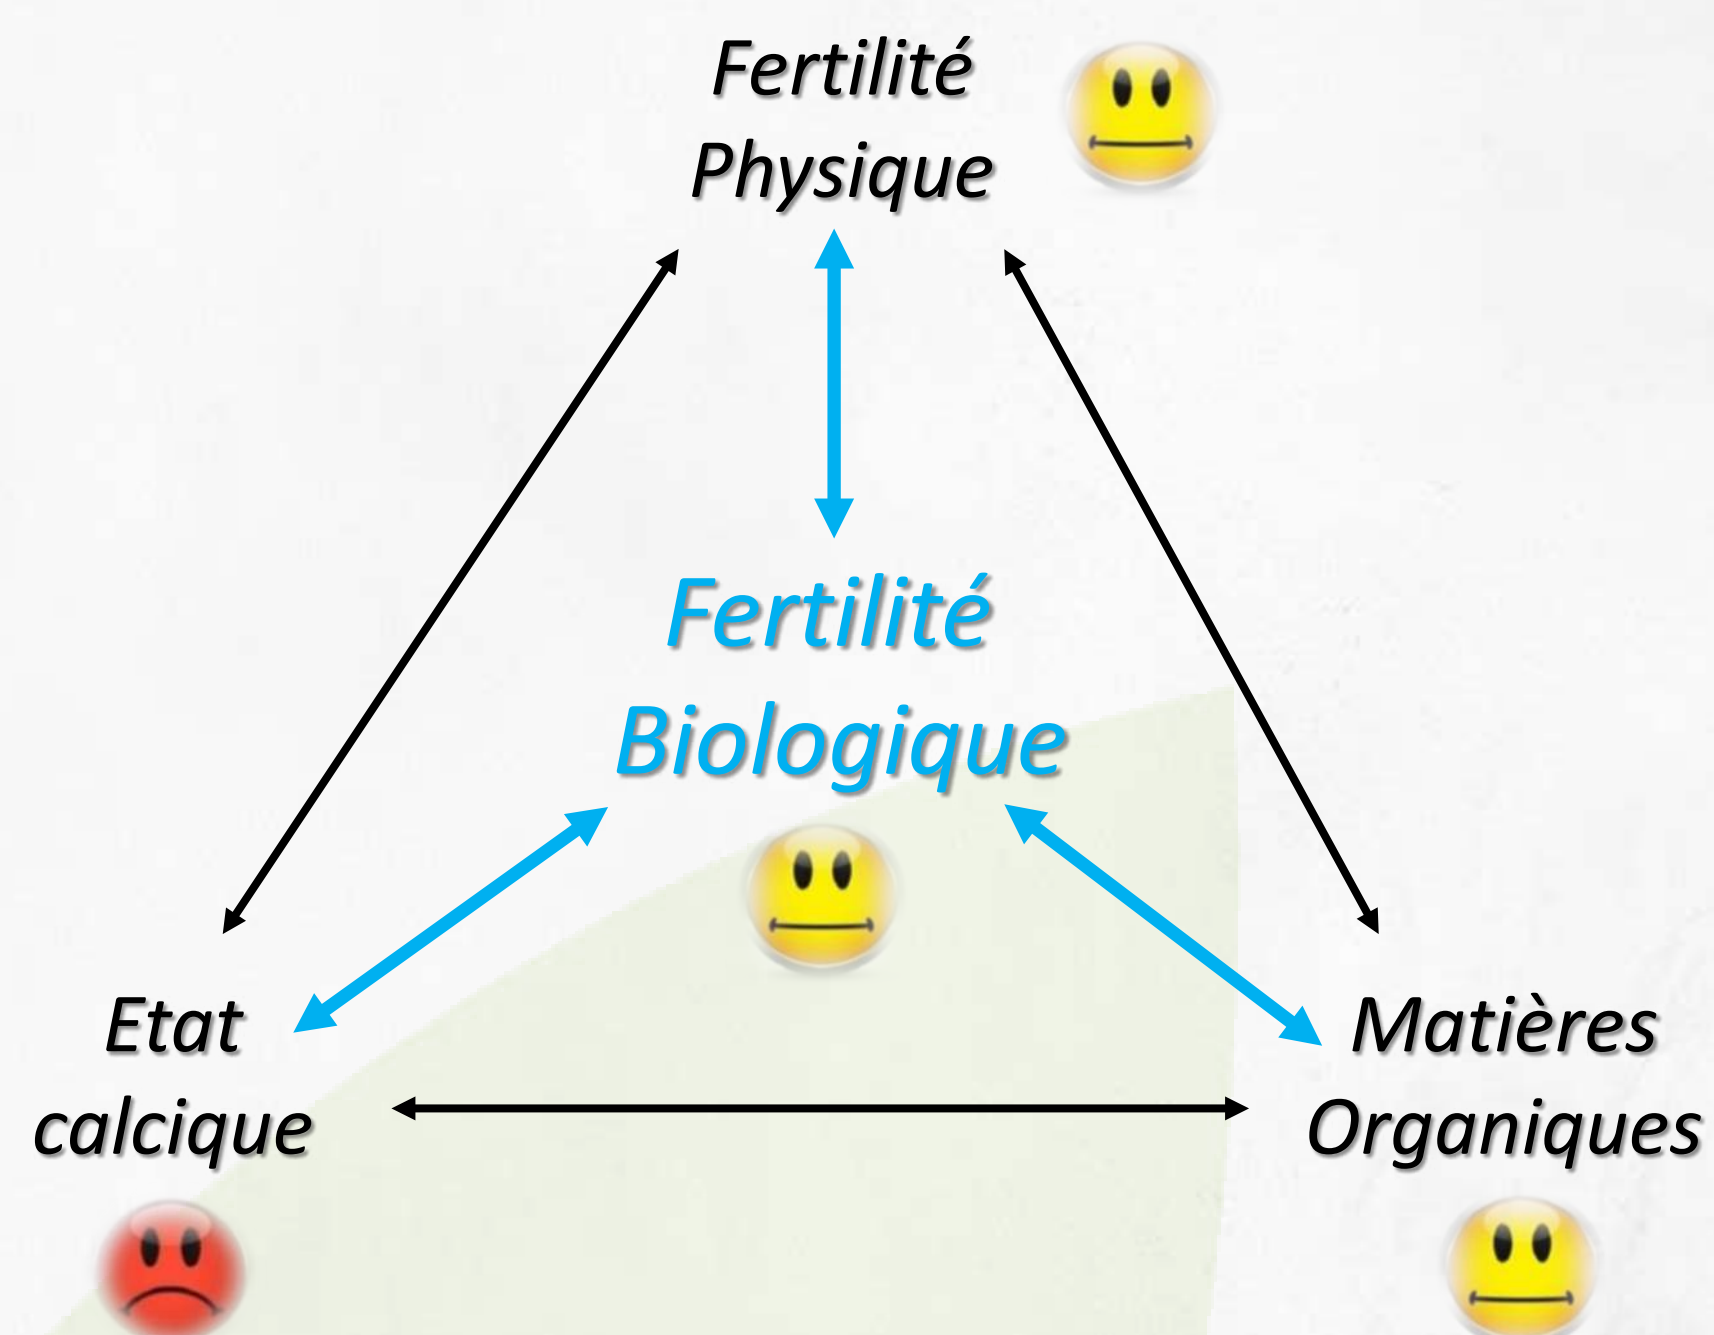 Fertilité
Physique
Fertilité
Biologique
Etat
calcique
Matières
Organiques